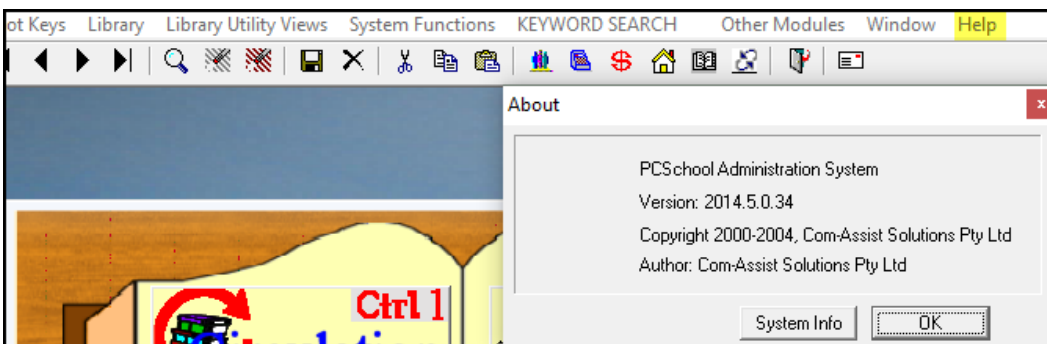 ot Keys Library Library Utility Views System Functions KEYWORD SEARCH Other Modules Window Help
About
PCSchool Administration System
Version: 2014.5.0.34
Copyright 2000-2004, Com-Assist Solutions Pty Ltd
Author: Com-Assist Solutions Pty Ltd
System Info OK
Ctrl 1